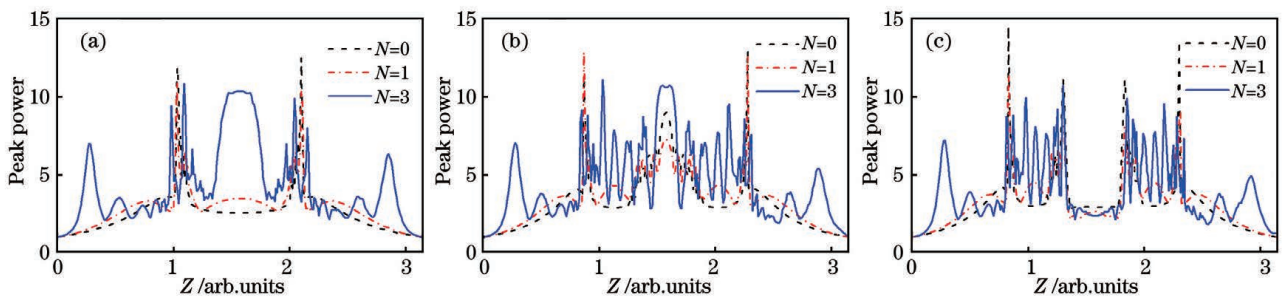 (a)
N=0
N=1
N=3
Peak power
15
10
5
0
0 1 2 3
Z /arb.units
(b)
N=0
N=1
N=3
Peak power
15
10
5
0
0 1 2 3
Z /arb.units
(c)
N=0
N=1
N=3
Peak power
15
10
5
0
0 1 2 3
Z /arb.units